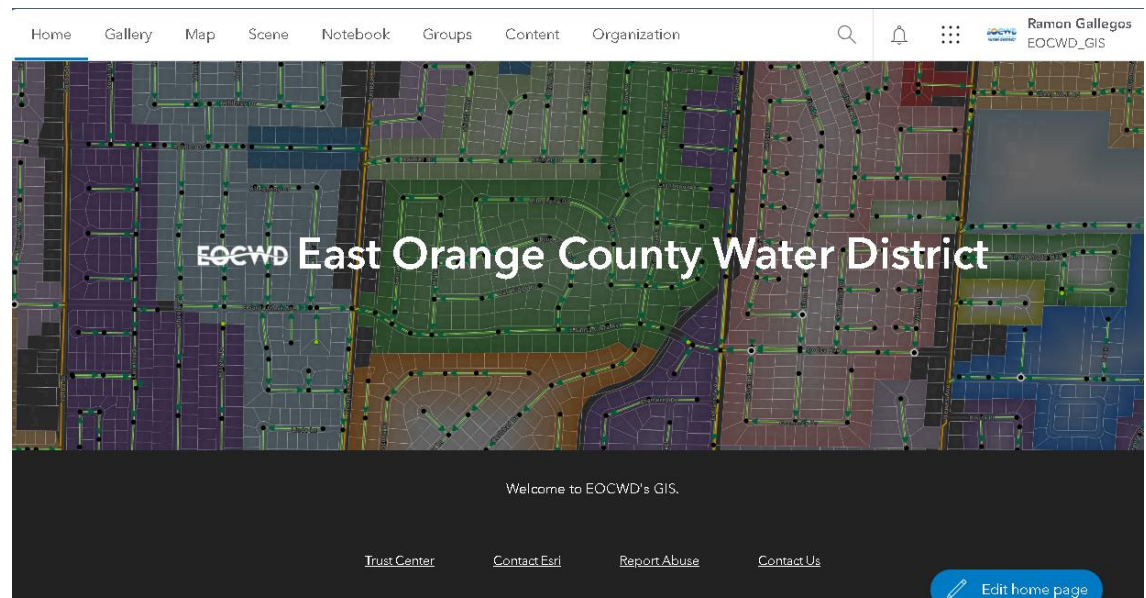 Home Gallery Map Scene Notebook Groups Content Organization
Ramon Gallegos
EOCWD_GIS
EOCWD East Orange County Water District
Welcome to EOCWD's GIS.
Trust Center Contact Esri Report Abuse Contact Us
Edit home page